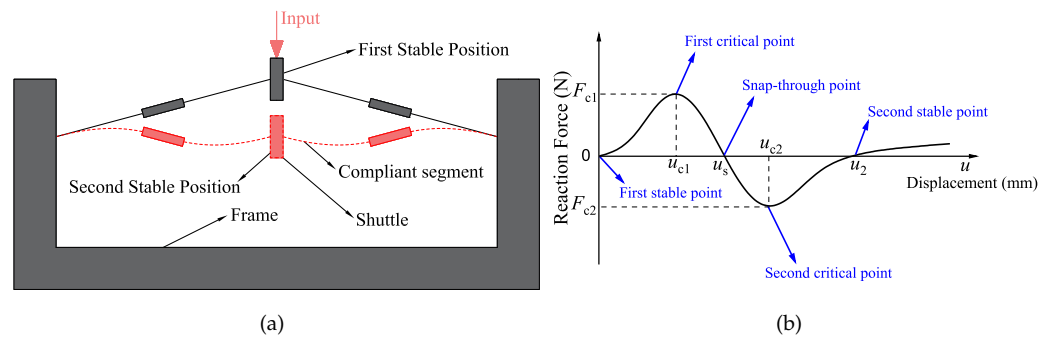 Input
First Stable Position
Second Stable Position
Compliant segment
Frame
Shuttle
(a)
Reaction Force (N)
First critical point
F_c1
Snap-through point
Second stable point
u_c2
0
u_c1
u_s
u_2
u
Displacement (mm)
First stable point
F_c2
Second critical point
(b)